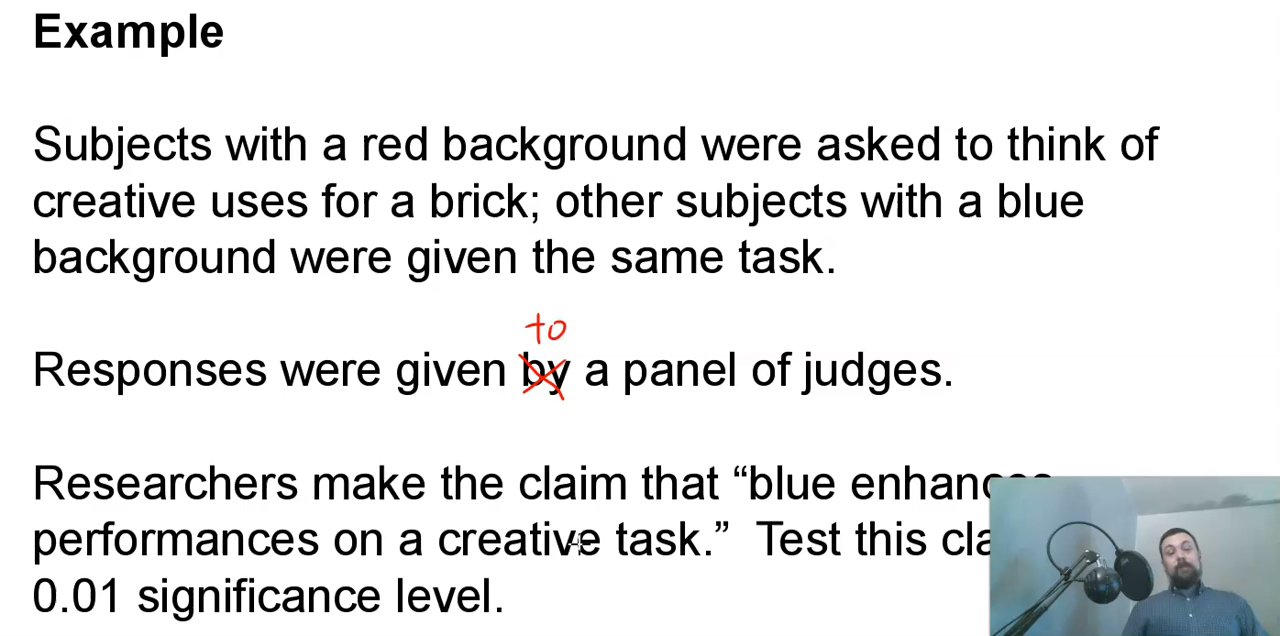 Example
Subjects with a red background were asked to think of
creative uses for a brick; other subjects with a blue
background were given the same task.
to
Responses were given by a panel of judges.
Researchers make the claim that “blue
performances on a creative task.” Test this
0.01 significance level.